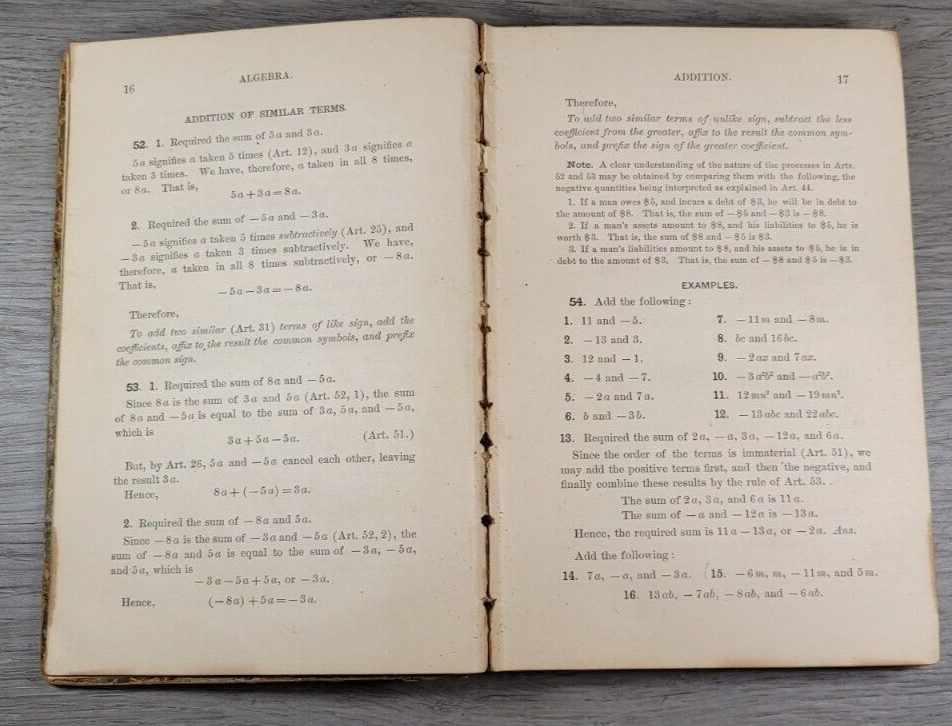 16
ALGEBRA.
ADDITION OF SIMILAR TERMS.
52. 1. Required the sum of 5a and 3a.
5a signifies a taken 5 times (Art. 12), and 3a signifies a
taken 3 times. We have, therefore, a taken in all 8 times,
or 8a. That is,
5a + 3a = 8a.
2. Required the sum of − 5a and − 3a.
− 5a signifies a taken 5 times subtractively (Art. 25), and
− 3a signifies a taken 3 times subtractively. We have,
therefore, a taken in all 8 times subtractively, or − 8a.
That is,
− 5a − 3a = − 8a.
Therefore,
To add two similar (Art. 31) terms of like sign, add the
coefficients, affix to the result the common symbols, and prefix
the common sign.
53. 1. Required the sum of 8a and − 5a.
Since 8a is the sum of 3a and 5a (Art. 52, 1), the sum
of 8a and − 5a is equal to the sum of 3a, 5a, and − 5a,
which is
3a + 5a − 5a. (Art. 51.)
But, by Art. 26, 5a and − 5a cancel each other, leaving
the result 3a.
Hence, 8a + (− 5a) = 3a.
2. Required the sum of − 8a and 5a.
Since − 8a is the sum of − 3a and − 5a (Art. 52, 2), the
sum of − 8a and 5a is equal to the sum of − 3a, − 5a,
and 5a, which is
− 3a − 5a + 5a, or − 3a.
Hence, (− 8a) + 5a = − 3a.
ADDITION.
17
Therefore,
To add two similar terms of unlike sign, subtract the less
coefficient from the greater, affix to the result the common sym-
bols, and prefix the sign of the greater coefficient.
Note. A clear understanding of the nature of the processes in Arts.
52 and 53 may be obtained by comparing them with the following, the
negative quantities being interpreted as explained in Art. 44.
1. If a man owes $5, and incurs a debt of $3, he will be in debt to
the amount of $8. That is, the sum of − $5 and − $3 is − $8.
2. If a man's assets amount to $8, and his liabilities to $5, he is
worth $3. That is, the sum of $8 and − $5 is $3.
3. If a man's liabilities amount to $8, and his assets to $5, he is in
debt to the amount of $3. That is, the sum of − $8 and $5 is − $3.
EXAMPLES.
54. Add the following:
1. 11 and − 5.
2. − 13 and 3.
3. 12 and − 1.
4. − 4 and − 7.
5. − 2a and 7a.
6. b and − 3b.
7. − 11m and − 8m.
8. bc and 16bc.
9. − 2ax and 7ax.
10. − 3a²b² and − a²b².
11. 12mn² and − 19mn².
12. − 13abc and 22abc.
13. Required the sum of 2a, − a, 3a, − 12a, and 6a.
Since the order of the terms is immaterial (Art. 51), we
may add the positive terms first, and then the negative, and
finally combine these results by the rule of Art. 53.
The sum of 2a, 3a, and 6a is 11a.
The sum of − a and − 12a is − 13a.
Hence, the required sum is 11a − 13a, or − 2a. Ans.
Add the following:
14. 7a, − a, and − 3a. 15. − 6m, m, − 11m, and 5m.
16. 13ab, − 7ab, − 8ab, and − 6ab.